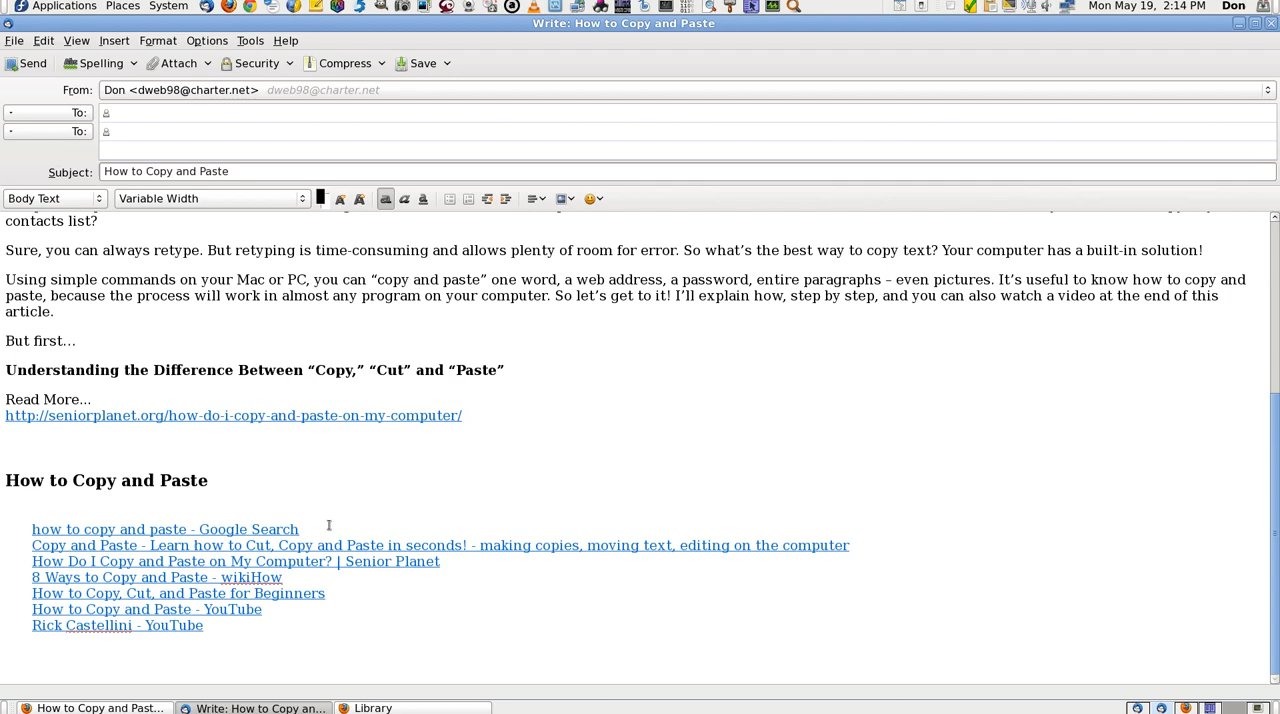 Applications Places System Mon May 19, 2:14 PM Don
Write: How to Copy and Paste
File Edit View Insert Format Options Tools Help
Send Spelling Attach Security Compress Save
From: Don <dweb98@charter.net> dweb98@charter.net
To:
To:
Subject: How to Copy and Paste
Body Text Variable Width
contacts list?
Sure, you can always retype. But retyping is time-consuming and allows plenty of room for error. So what’s the best way to copy text? Your computer has a built-in solution!
Using simple commands on your Mac or PC, you can “copy and paste” one word, a web address, a password, entire paragraphs – even pictures. It’s useful to know how to copy and
paste, because the process will work in almost any program on your computer. So let’s get to it! I’ll explain how, step by step, and you can also watch a video at the end of this
article.
But first…
Understanding the Difference Between “Copy,” “Cut” and “Paste”
Read More...
http://seniorplanet.org/how-do-i-copy-and-paste-on-my-computer/
How to Copy and Paste
how to copy and paste - Google Search
Copy and Paste - Learn how to Cut, Copy and Paste in seconds! - making copies, moving text, editing on the computer
How Do I Copy and Paste on My Computer? | Senior Planet
8 Ways to Copy and Paste - wikiHow
How to Copy, Cut, and Paste for Beginners
How to Copy and Paste - YouTube
Rick Castellini - YouTube
How to Copy and Past... Write: How to Copy an... Library